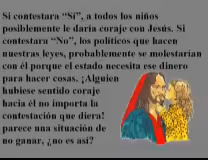 Si contestara "Sí", a todos los niños
posiblemente le daría coraje con Jesús. Si
contestara "No", los políticos que hacen
nuestras leyes, probablemente se molestarían
con él porque el estado necesita ese dinero
para hacer cosas. ¡Alguien
hubiese sentido coraje
hacia él no importa la
contestación que diera!
parece una situación de
no ganar, ¿no es así?